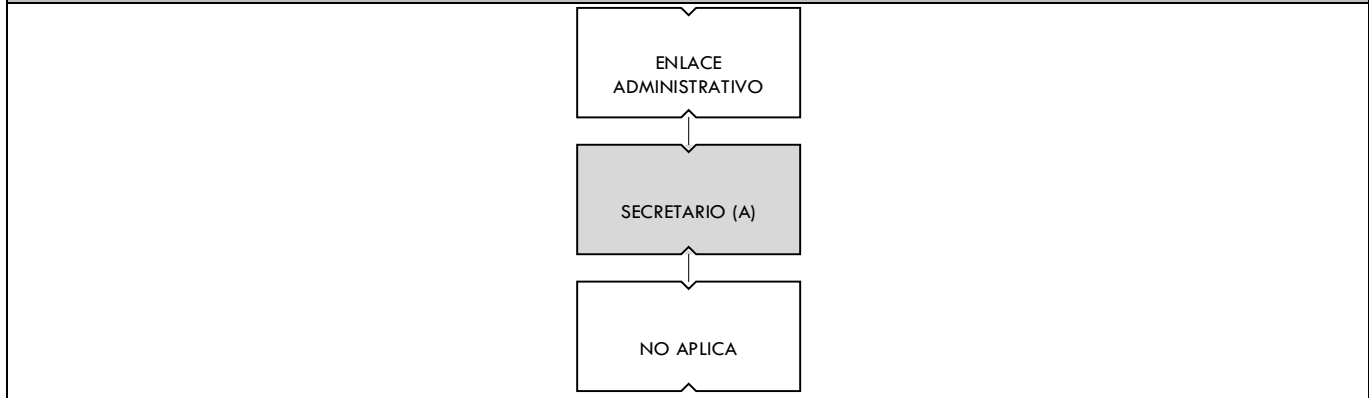 ENLACE
ADMINISTRATIVO
SECRETARIO (A)
NO APLICA